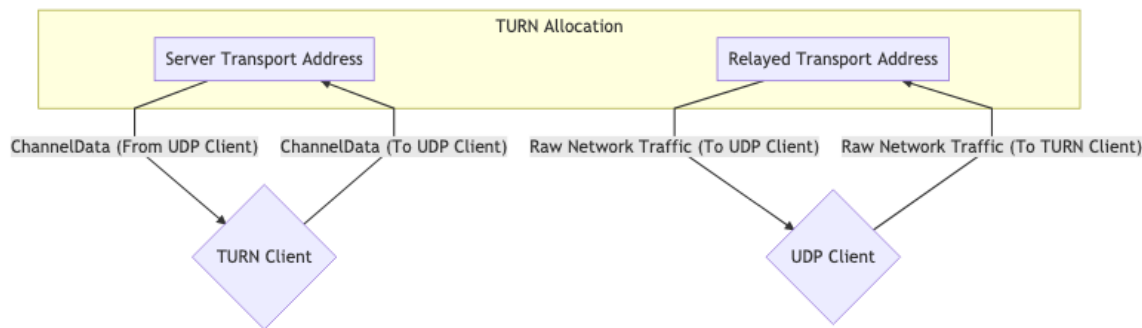 TURN Allocation
Server Transport Address
Relayed Transport Address
ChannelData (From UDP Client)
ChannelData (To UDP Client)
Raw Network Traffic (To UDP Client)
Raw Network Traffic (To TURN Client)
TURN Client
UDP Client